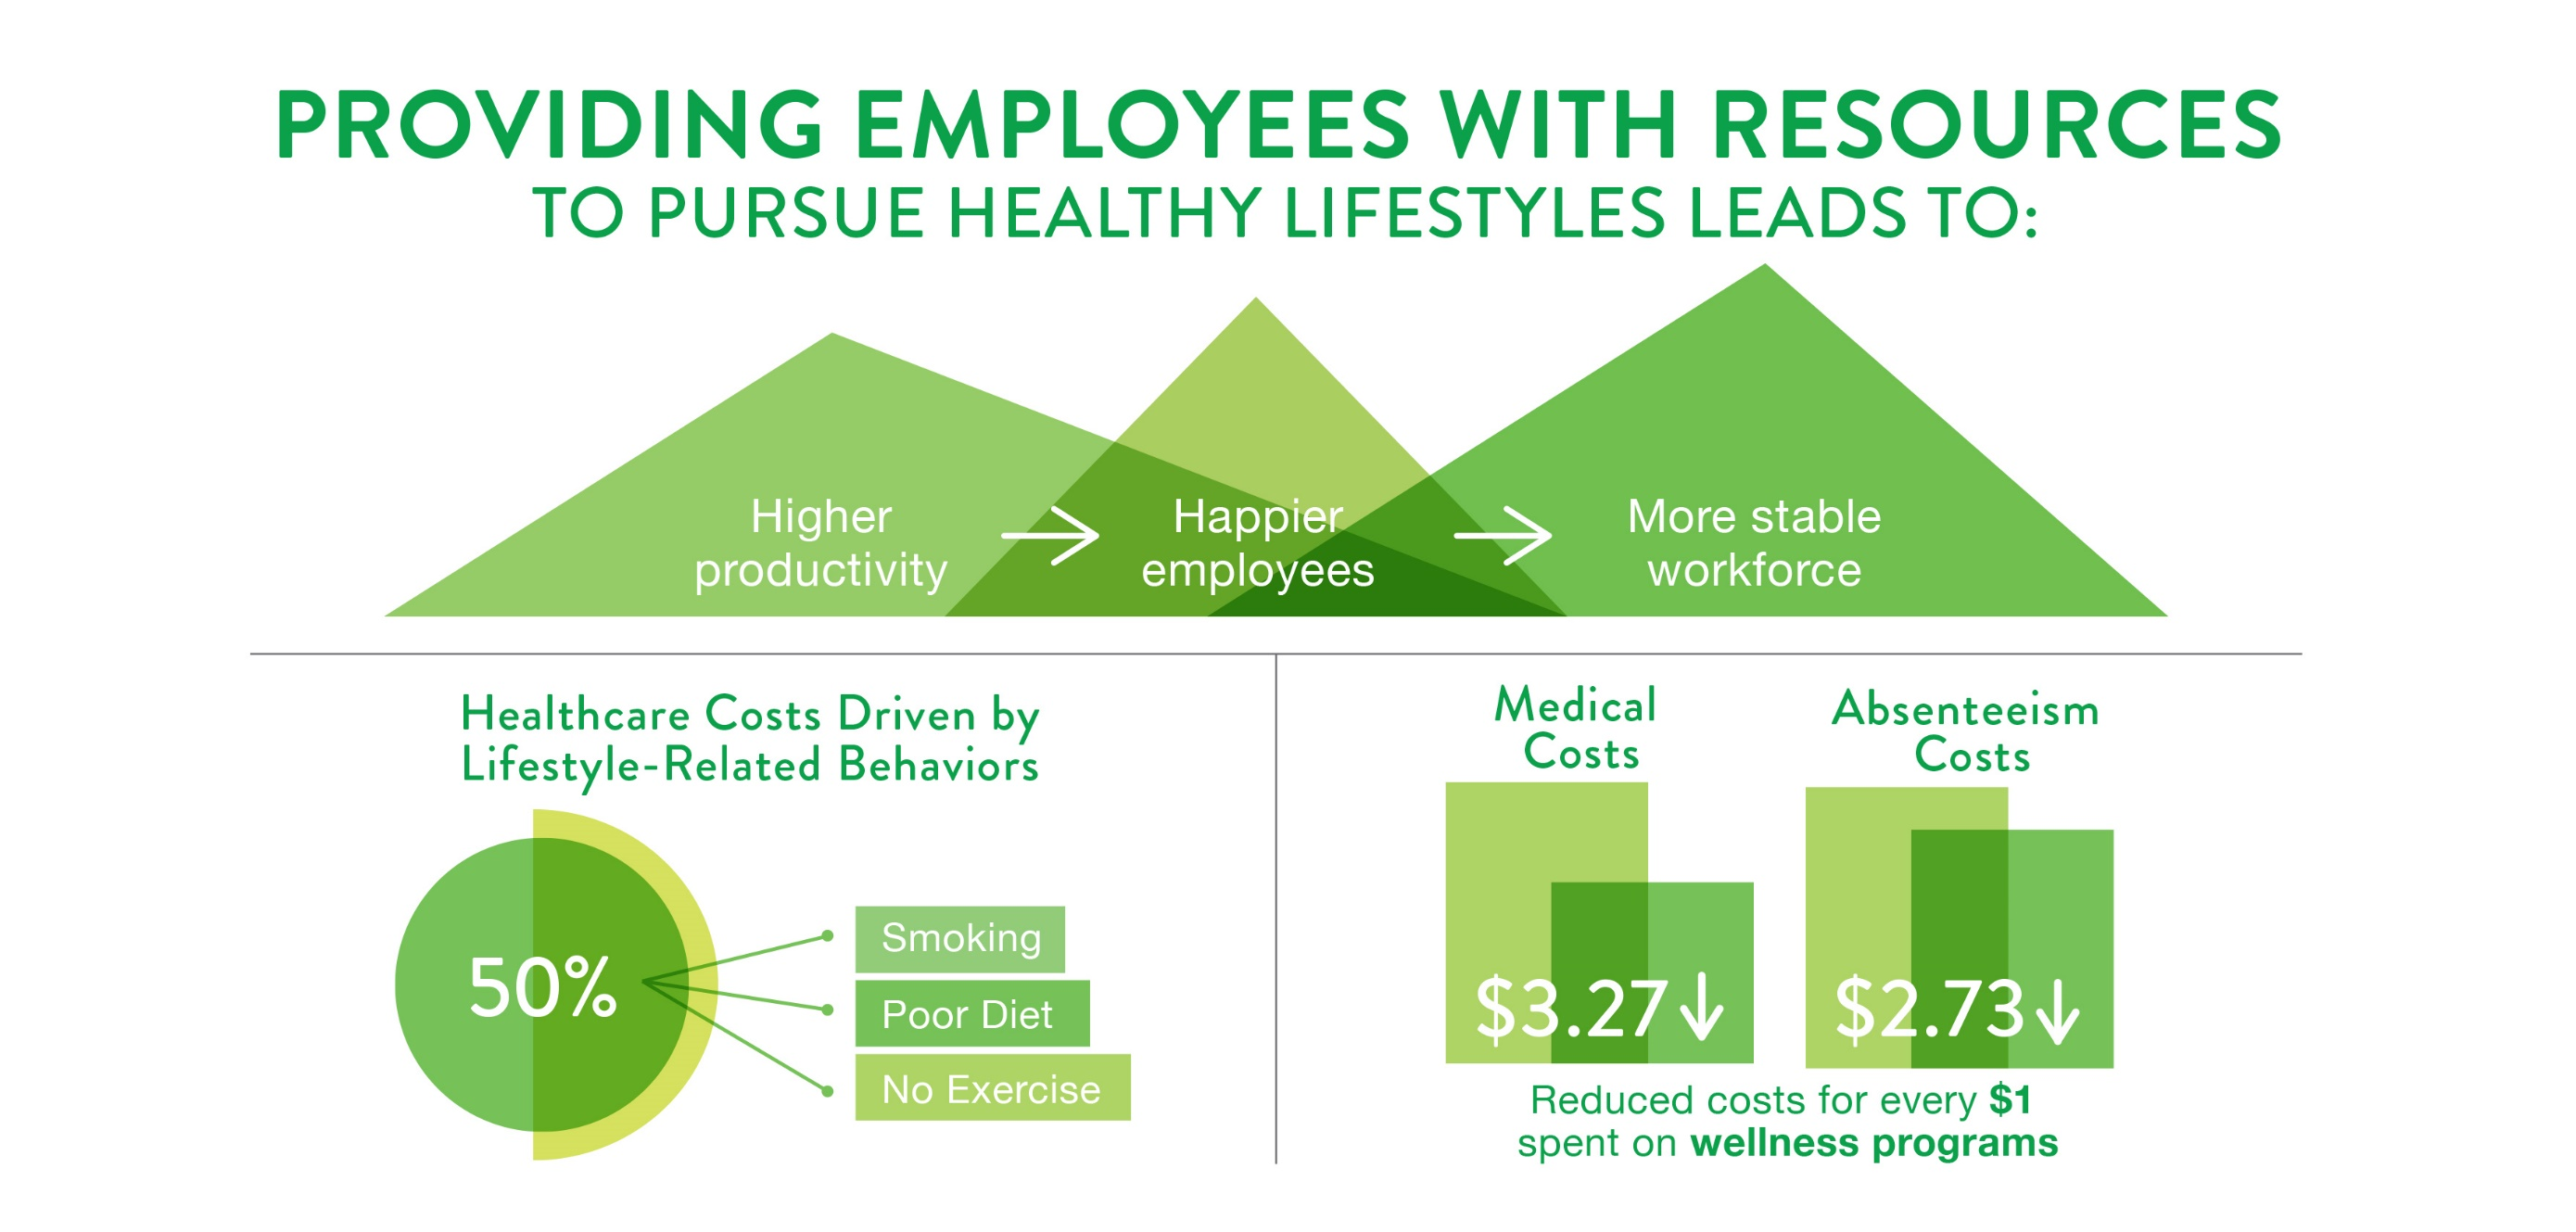 PROVIDING EMPLOYEES WITH RESOURCES
TO PURSUE HEALTHY LIFESTYLES LEADS TO:
Higher
productivity
Happier
employees
More stable
workforce
Healthcare Costs Driven by
Lifestyle-Related Behaviors
50%
Smoking
Poor Diet
No Exercise
Medical
Costs
$3.27↓
Absenteeism
Costs
$2.73↓
Reduced costs for every $1
spent on wellness programs